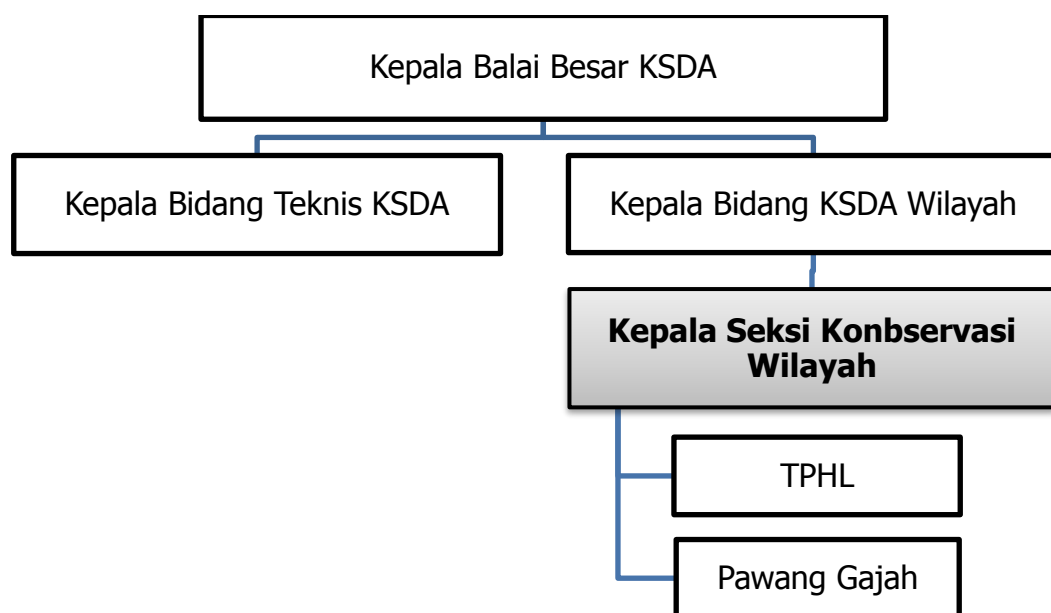 Kepala Balai Besar KSDA
Kepala Bidang Teknis KSDA
Kepala Bidang KSDA Wilayah
Kepala Seksi Konbservasi
Wilayah
TPHL
Pawang Gajah